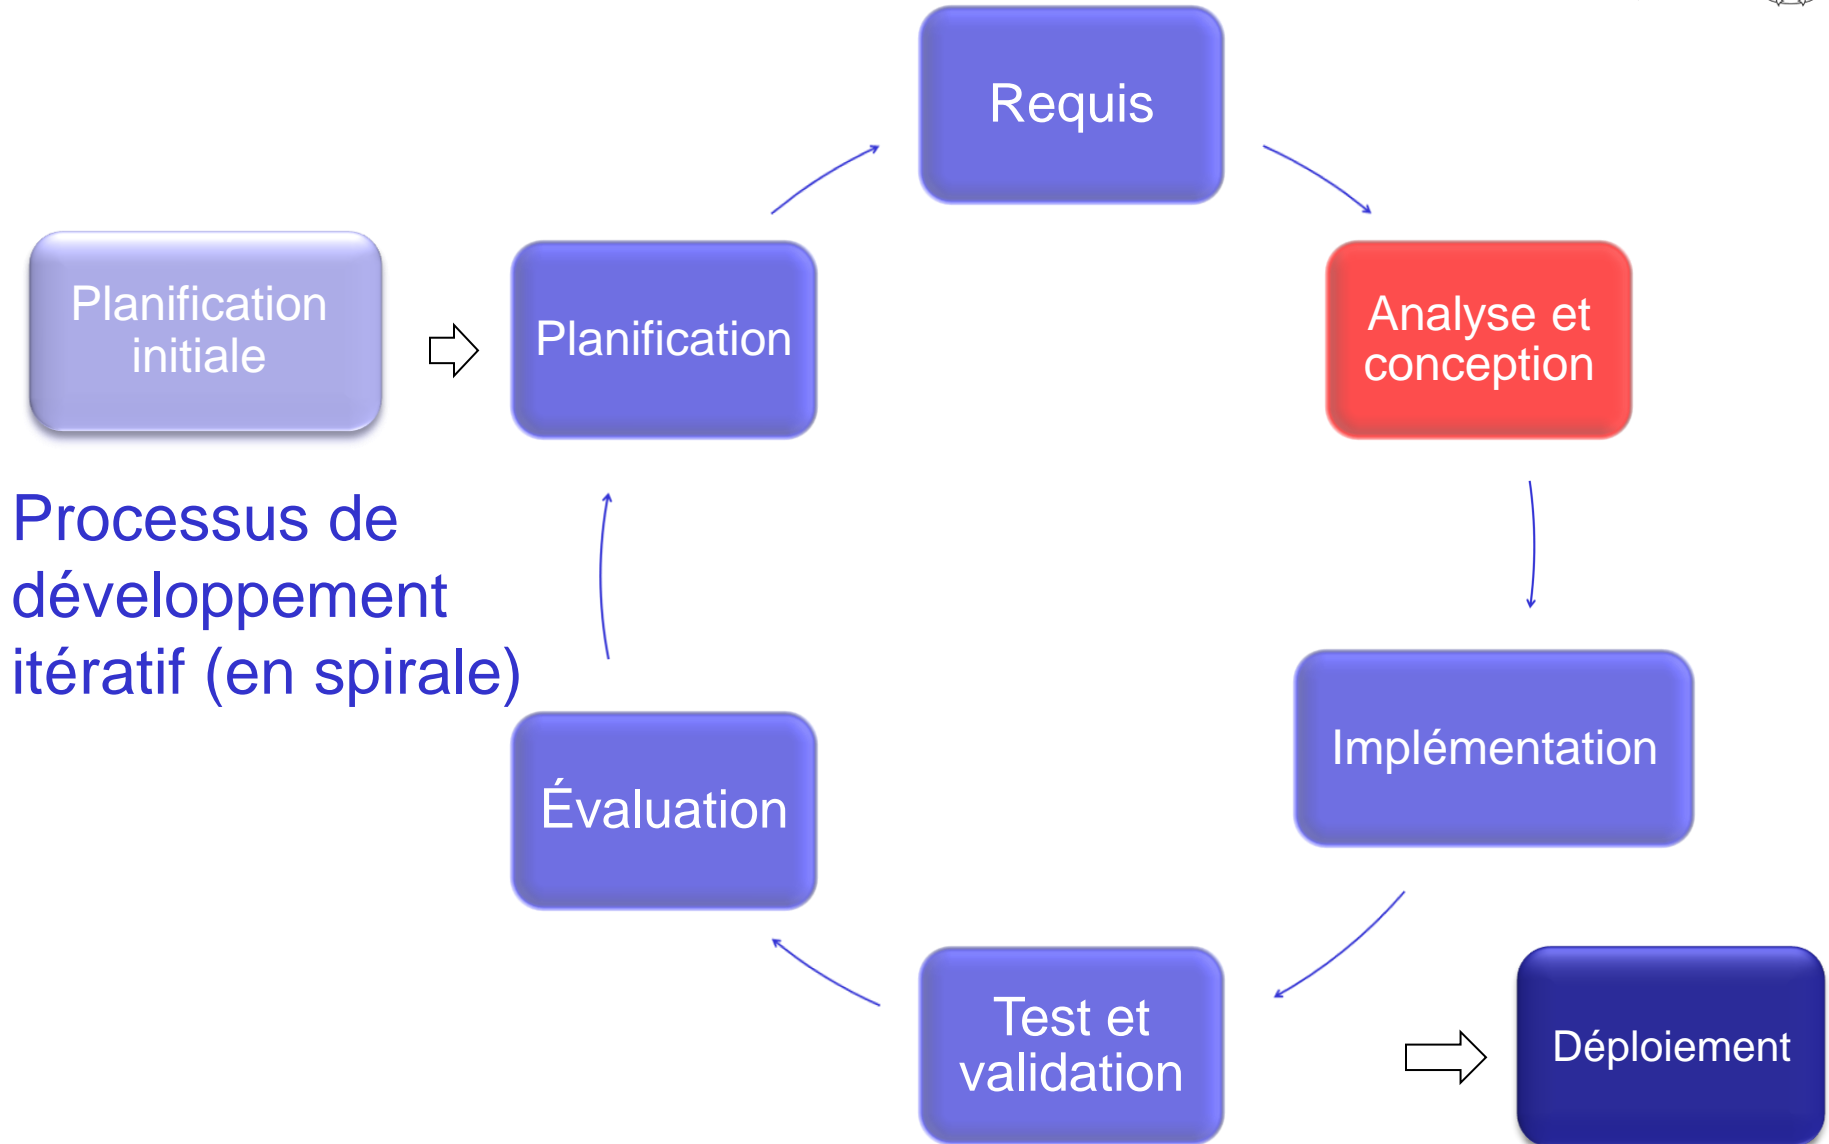 Requis
Planification
initiale
Planification
Analyse et
conception
Processus de
développement
itératif (en spirale)
Implémentation
Évaluation
Test et
validation
Déploiement